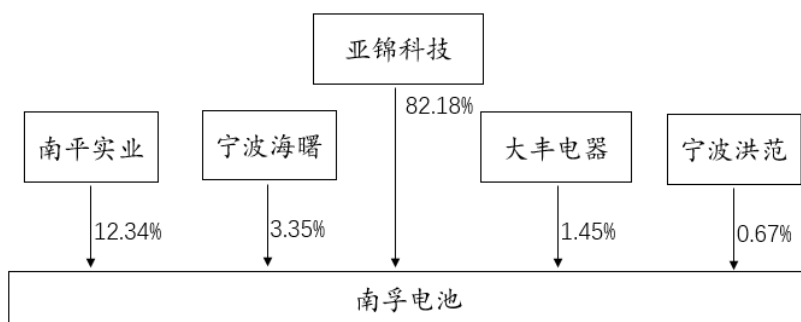 亚锦科技
82.18%
南平实业
宁波海曙
大丰电器
宁波洪范
12.34%
3.35%
1.45%
0.67%
南孚电池